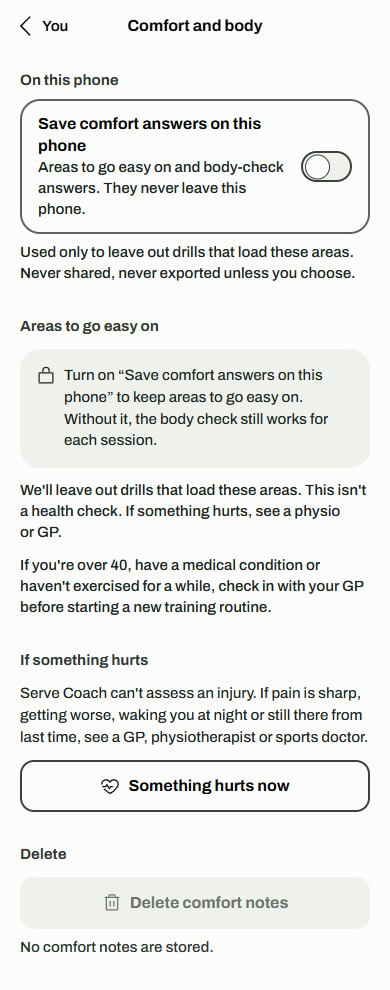 You
Comfort and body
On this phone
Save comfort answers on this
phone
Areas to go easy on and body-check
answers. They never leave this
phone.
Used only to leave out drills that load these areas.
Never shared, never exported unless you choose.
Areas to go easy on
Turn on “Save comfort answers on this
phone” to keep areas to go easy on.
Without it, the body check still works for
each session.
We'll leave out drills that load these areas. This isn't
a health check. If something hurts, see a physio
or GP.
If you're over 40, have a medical condition or
haven't exercised for a while, check in with your GP
before starting a new training routine.
If something hurts
Serve Coach can't assess an injury. If pain is sharp,
getting worse, waking you at night or still there from
last time, see a GP, physiotherapist or sports doctor.
Something hurts now
Delete
Delete comfort notes
No comfort notes are stored.